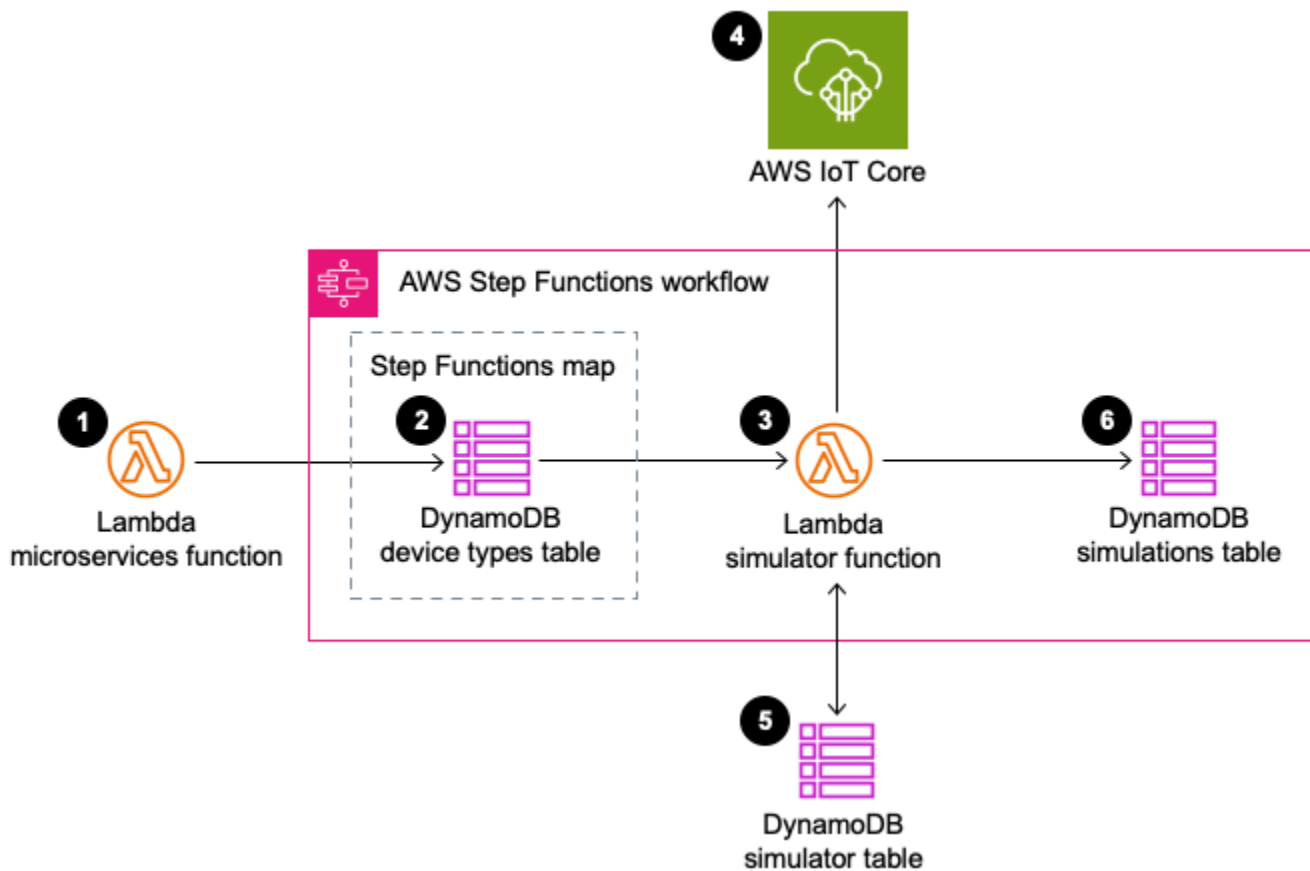 4
AWS IoT Core
AWS Step Functions workflow
Step Functions map
1
2
3
6
Lambda
microservices function
DynamoDB
device types table
Lambda
simulator function
DynamoDB
simulations table
5
DynamoDB
simulator table